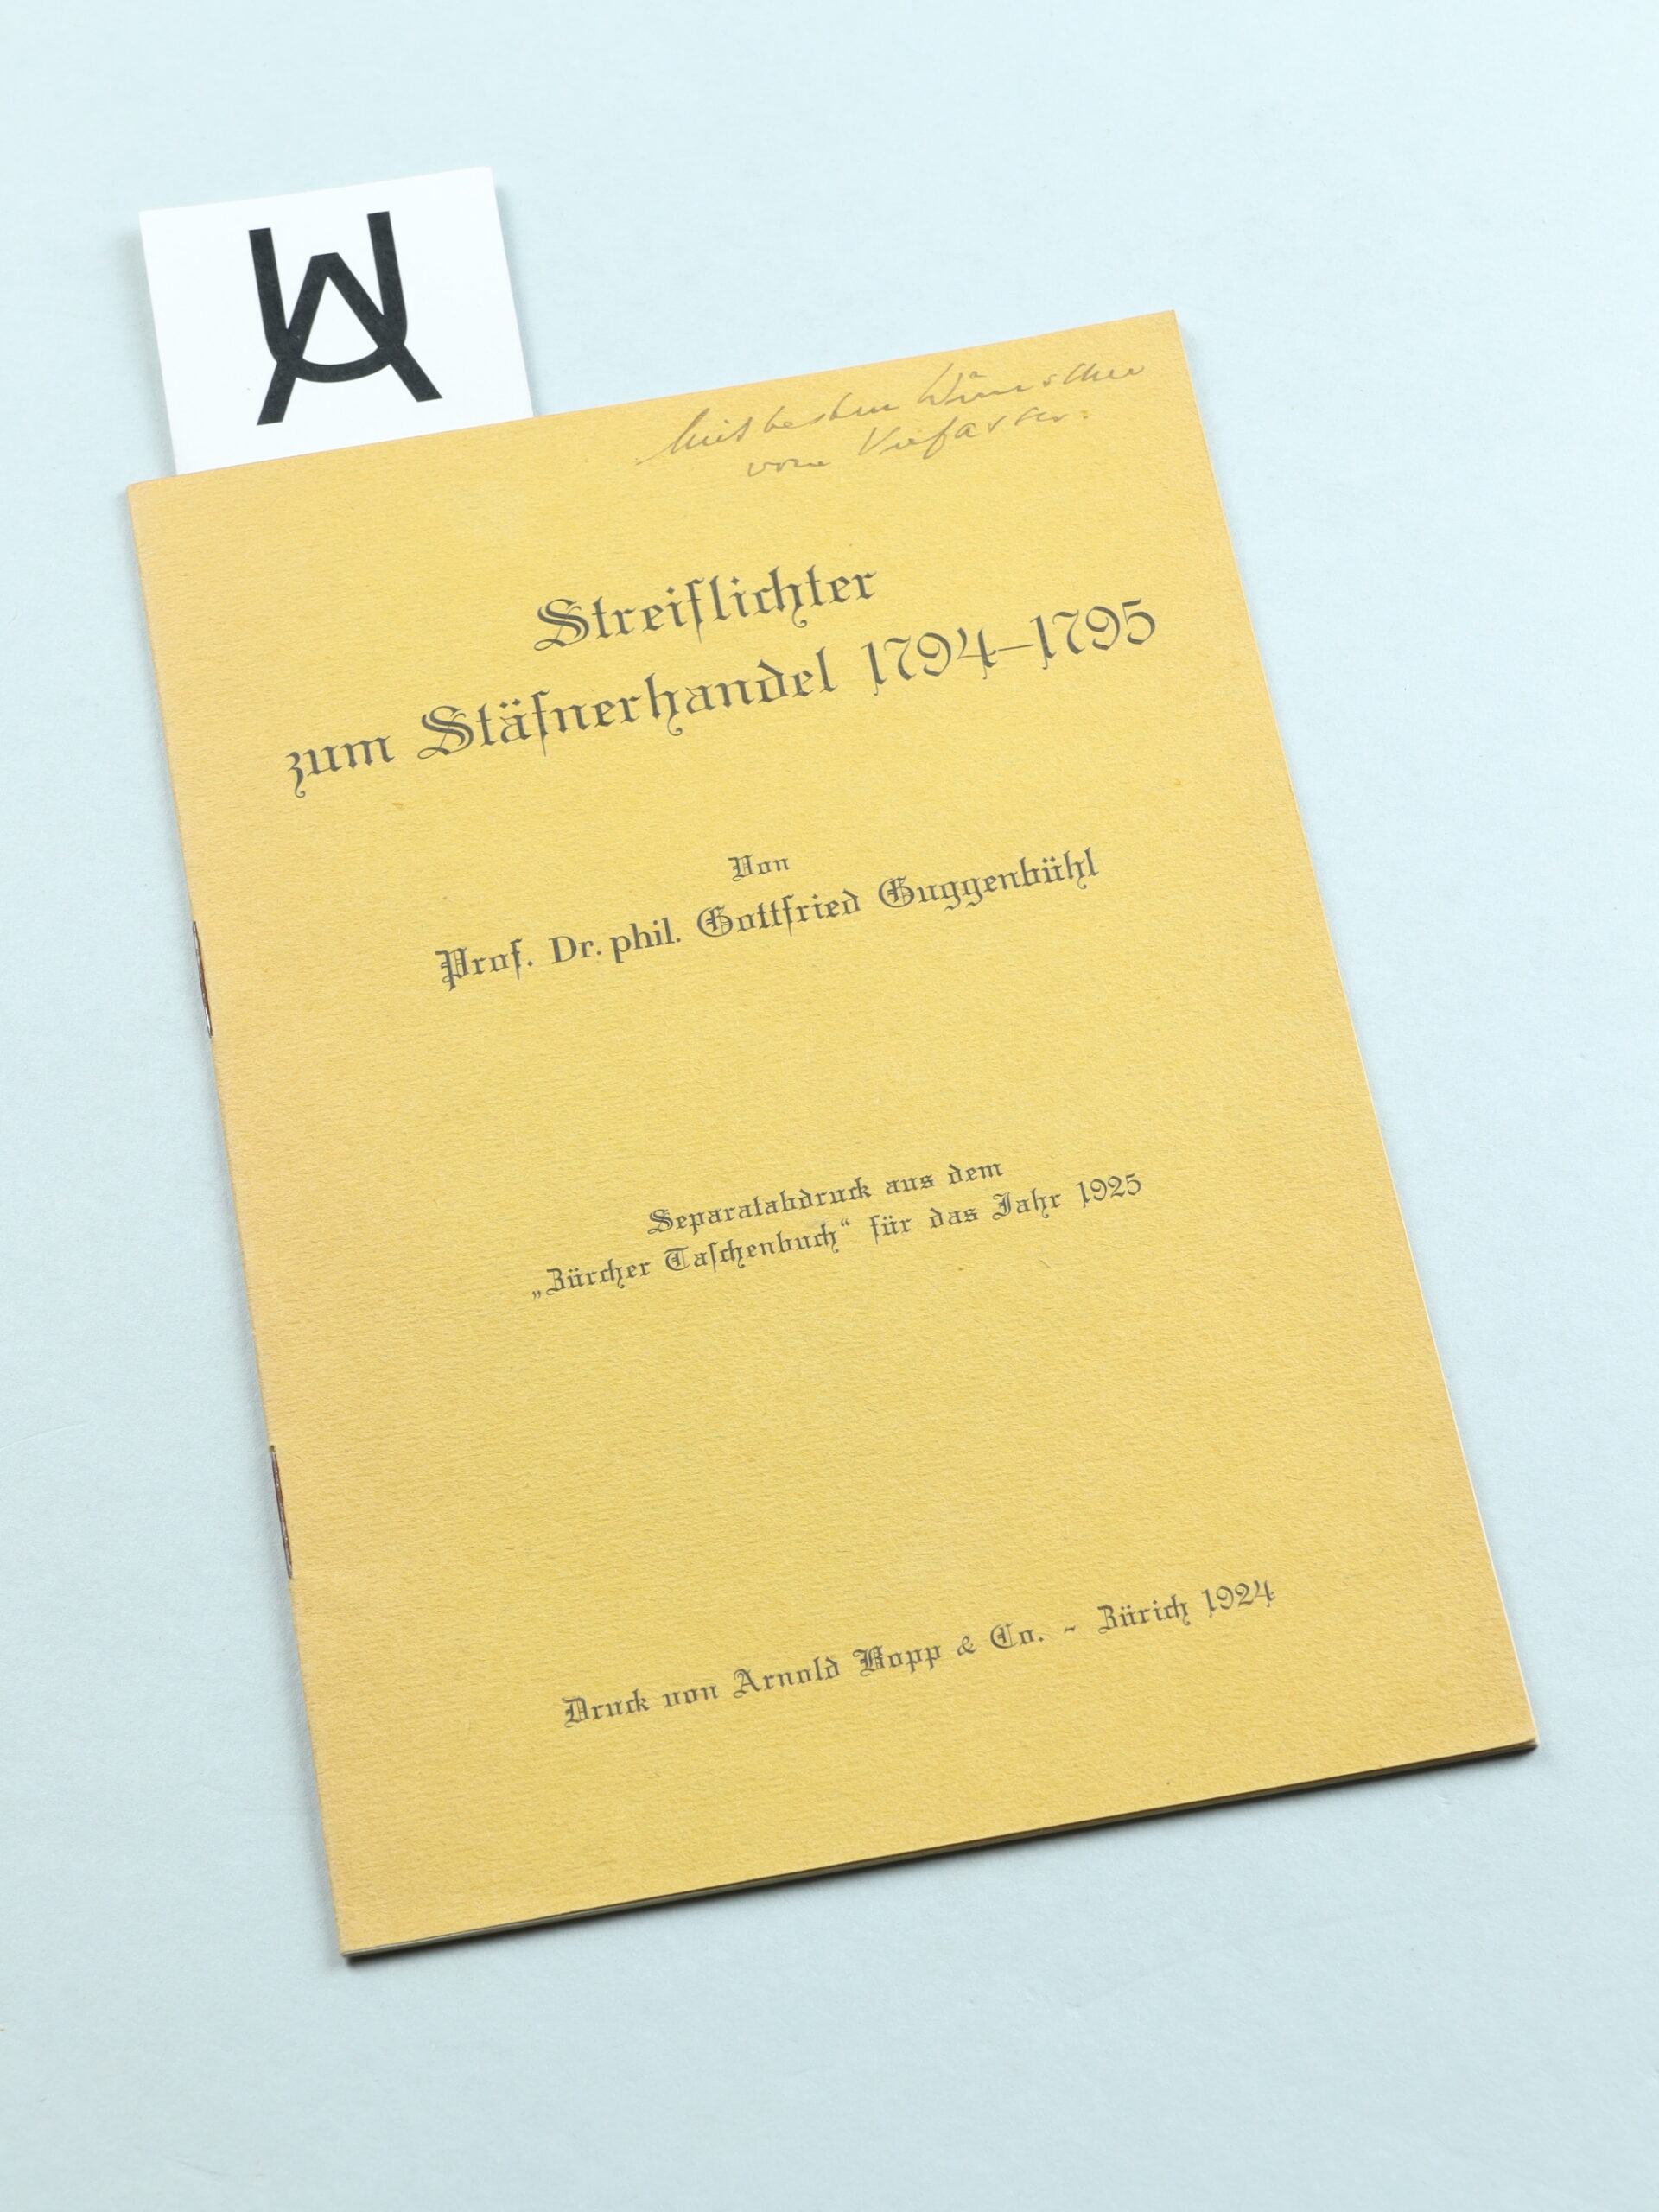 UA
Mit besten Wünschen
vom Verfasser.
Streiflichter
zum Stäfnerhandel 1794–1795
Von
Prof. Dr. phil. Gottfried Guggenbühl
Separatabdruck aus dem
„Zürcher Taſchenbuch“ für das Jahr 1925
Druck von Arnold Bopp & Co. - Zürich 1924